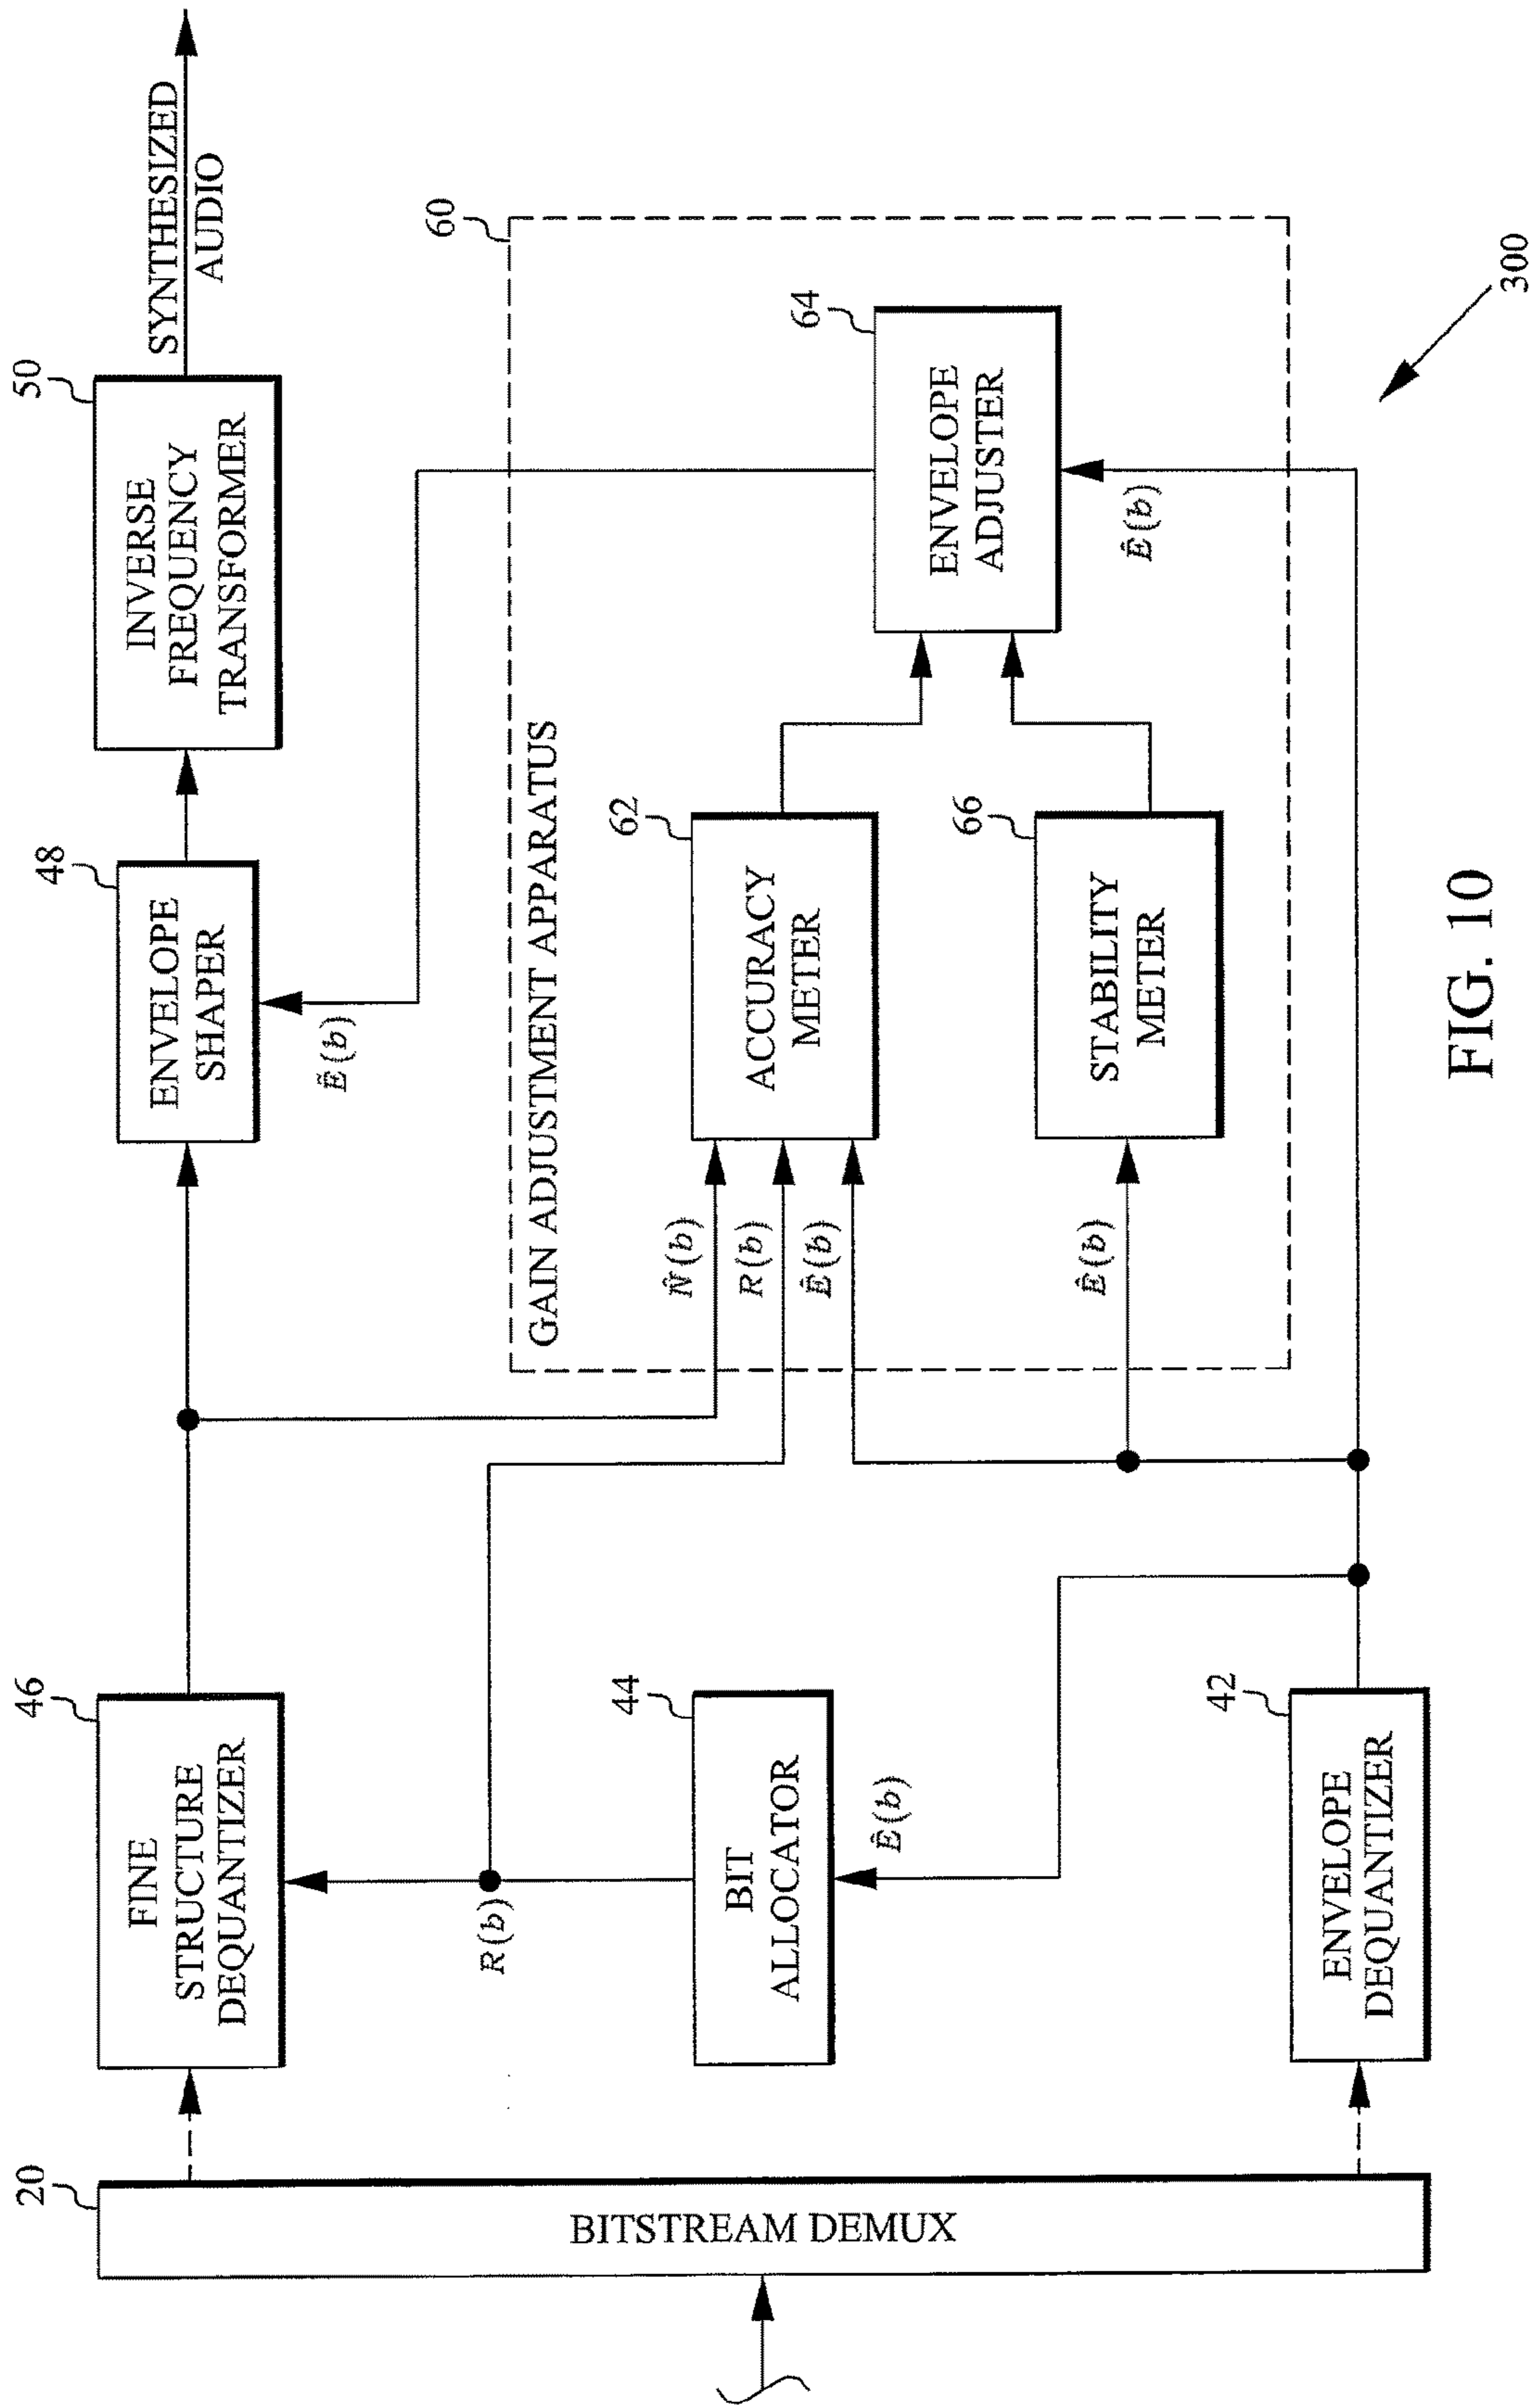 20
BITSTREAM DEMUX
46
FINE
STRUCTURE
DEQUANTIZER
R(b)
44
BIT
ALLOCATOR
Ê(b)
42
ENVELOPE
DEQUANTIZER
48
ENVELOPE
SHAPER
Ẽ(b)
50
INVERSE
FREQUENCY
TRANSFORMER
SYNTHESIZED
AUDIO
60
GAIN ADJUSTMENT APPARATUS
N̂(b)
R(b)
Ê(b)
62
ACCURACY
METER
Ê(b)
66
STABILITY
METER
64
ENVELOPE
ADJUSTER
Ê(b)
300
FIG. 10